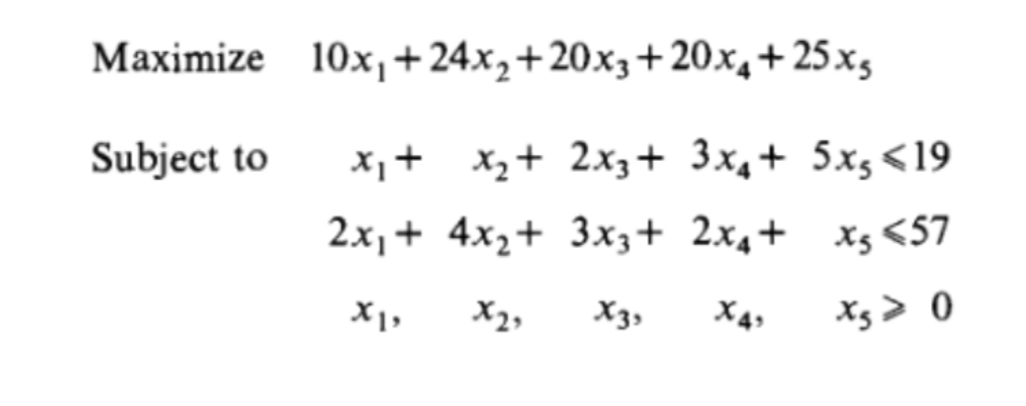 Maximize 10x₁+24x₂+20x₃+20x₄+25x₅
Subject to x₁+ x₂+ 2x₃+ 3x₄+ 5x₅⩽19
2x₁+ 4x₂+ 3x₃+ 2x₄+ x₅⩽57
x₁, x₂, x₃, x₄, x₅⩾ 0